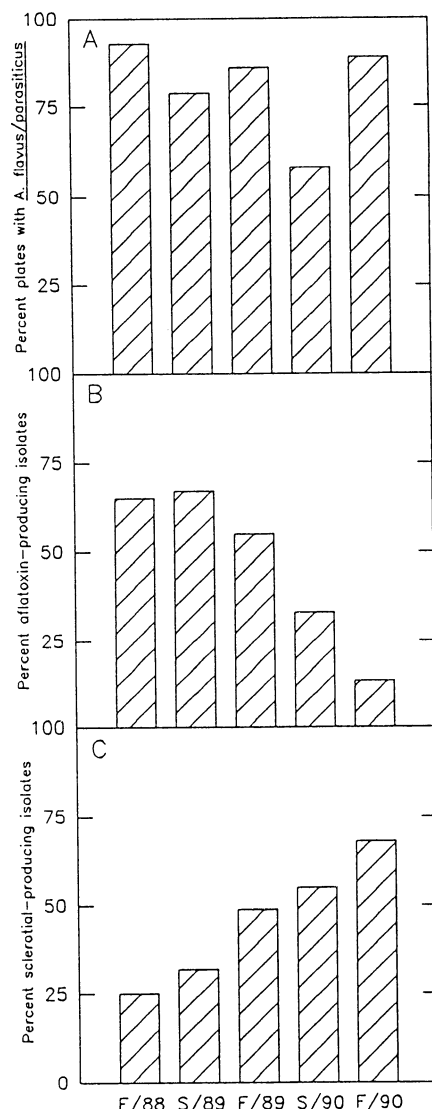 100
A
75
50
25
Percent plates with A. flavus/parasiticus
100
B
75
50
25
Percent aflatoxin-producing isolates
100
C
75
50
25
0
Percent sclerotial-producing isolates
F/88 S/89 F/89 S/90 F/90